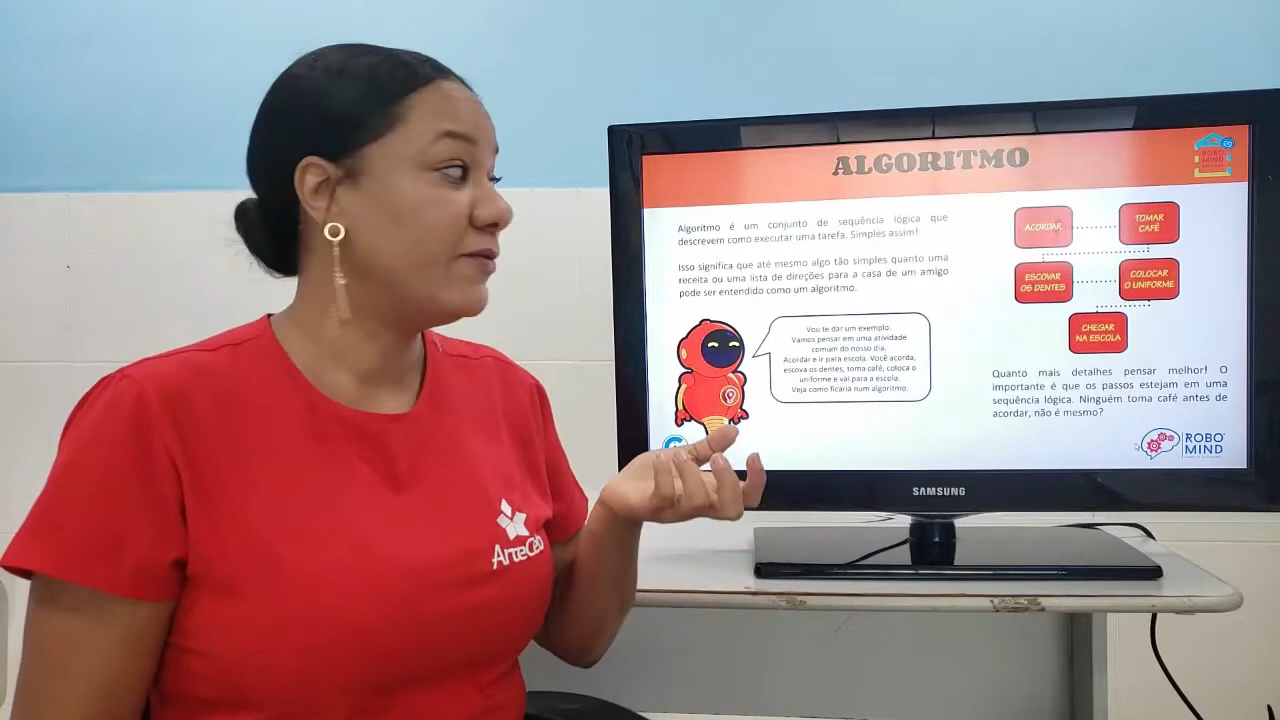 ALGORITMO
ROBO
MIND
Algoritmo é um conjunto de sequência lógica que
descrevem como executar uma tarefa. Simples assim!
Isso significa que até mesmo algo tão simples quanto uma
receita ou uma lista de direções para a casa de um amigo
pode ser entendido como um algoritmo.
Vou te dar um exemplo.
Vamos pensar em uma atividade
comum do nosso dia.
Acordar e ir para escola. Você acorda,
escova os dentes, toma café, coloca o
uniforme e vai para a escola.
Veja como ficaria num algoritmo.
ACORDAR
TOMAR
CAFÉ
ESCOVAR
OS DENTES
COLOCAR
O UNIFORME
CHEGAR
NA ESCOLA
Quanto mais detalhes pensar melhor! O
importante é que os passos estejam em uma
sequência lógica. Ninguém toma café antes de
acordar, não é mesmo?
ROBO
MIND
SAMSUNG
ArteCeb